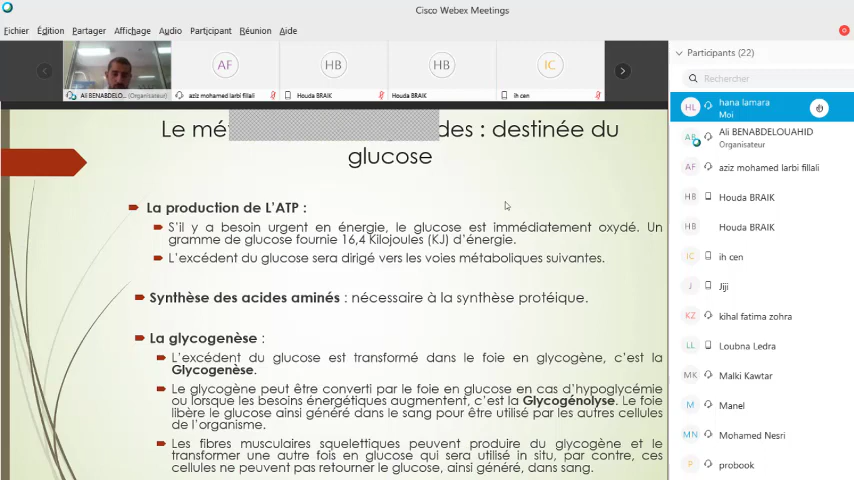 Cisco Webex Meetings
Fichier Édition Partager Affichage Audio Participant Réunion Aide
AF HB HB IC
Ali BENABDELO... (Organisateur) aziz mohamed larbi fillali Houda BRAIK Houda BRAIK ih cen
Participants (22)
Rechercher
HL hana lamara
Moi
Ali BENABDELOUAHID
Organisateur
AF aziz mohamed larbi fillali
HB Houda BRAIK
HB Houda BRAIK
IC ih cen
J Jiji
KZ kihal fatima zohra
LL Loubna Ledra
MK Malki Kawtar
M Manel
MN Mohamed Nesri
P probook
Le mé des : destinée du
glucose
La production de L'ATP :
S'il y a besoin urgent en énergie, le glucose est immédiatement oxydé. Un
gramme de glucose fournie 16,4 Kilojoules (KJ) d'énergie.
L'excédent du glucose sera dirigé vers les voies métaboliques suivantes.
Synthèse des acides aminés : nécessaire à la synthèse protéique.
La glycogenèse :
L'excédent du glucose est transformé dans le foie en glycogène, c'est la
Glycogenèse.
Le glycogène peut être converti par le foie en glucose en cas d'hypoglycémie
ou lorsque les besoins énergétiques augmentent, c'est la Glycogénolyse. Le foie
libère le glucose ainsi généré dans le sang pour être utilisé par les autres cellules
de l'organisme.
Les fibres musculaires squelettiques peuvent produire du glycogène et le
transformer une autre fois en glucose qui sera utilisé in situ, par contre, ces
cellules ne peuvent pas retourner le glucose, ainsi généré, dans sang.